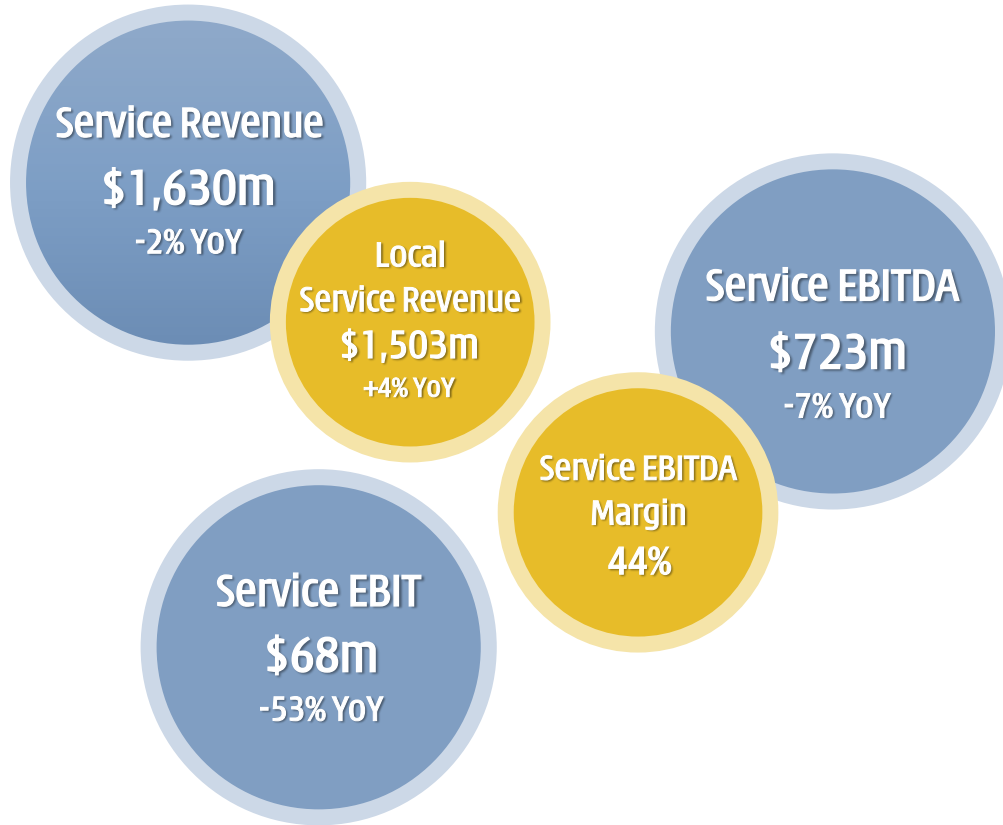 Service Revenue
$1,630m
-2% YoY
Local
Service Revenue
$1,503m
+4% YoY
Service EBITDA
$723m
-7% YoY
Service EBITDA
Margin
44%
Service EBIT
$68m
-53% YoY